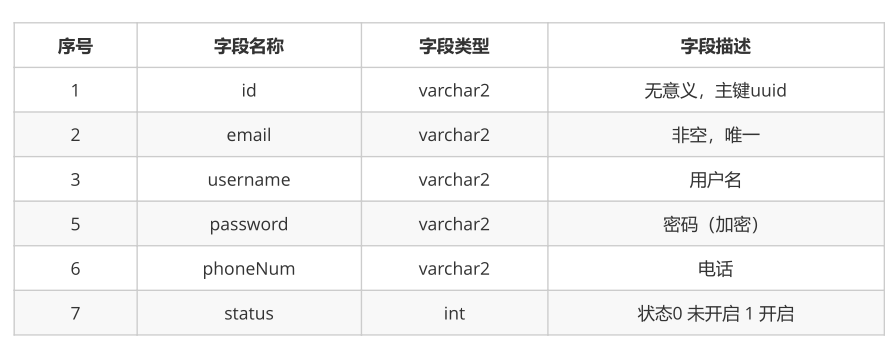 序号 字段名称 字段类型 字段描述
1 id varchar2 无意义，主键uuid
2 email varchar2 非空，唯一
3 username varchar2 用户名
5 password varchar2 密码（加密）
6 phoneNum varchar2 电话
7 status int 状态0 未开启 1 开启